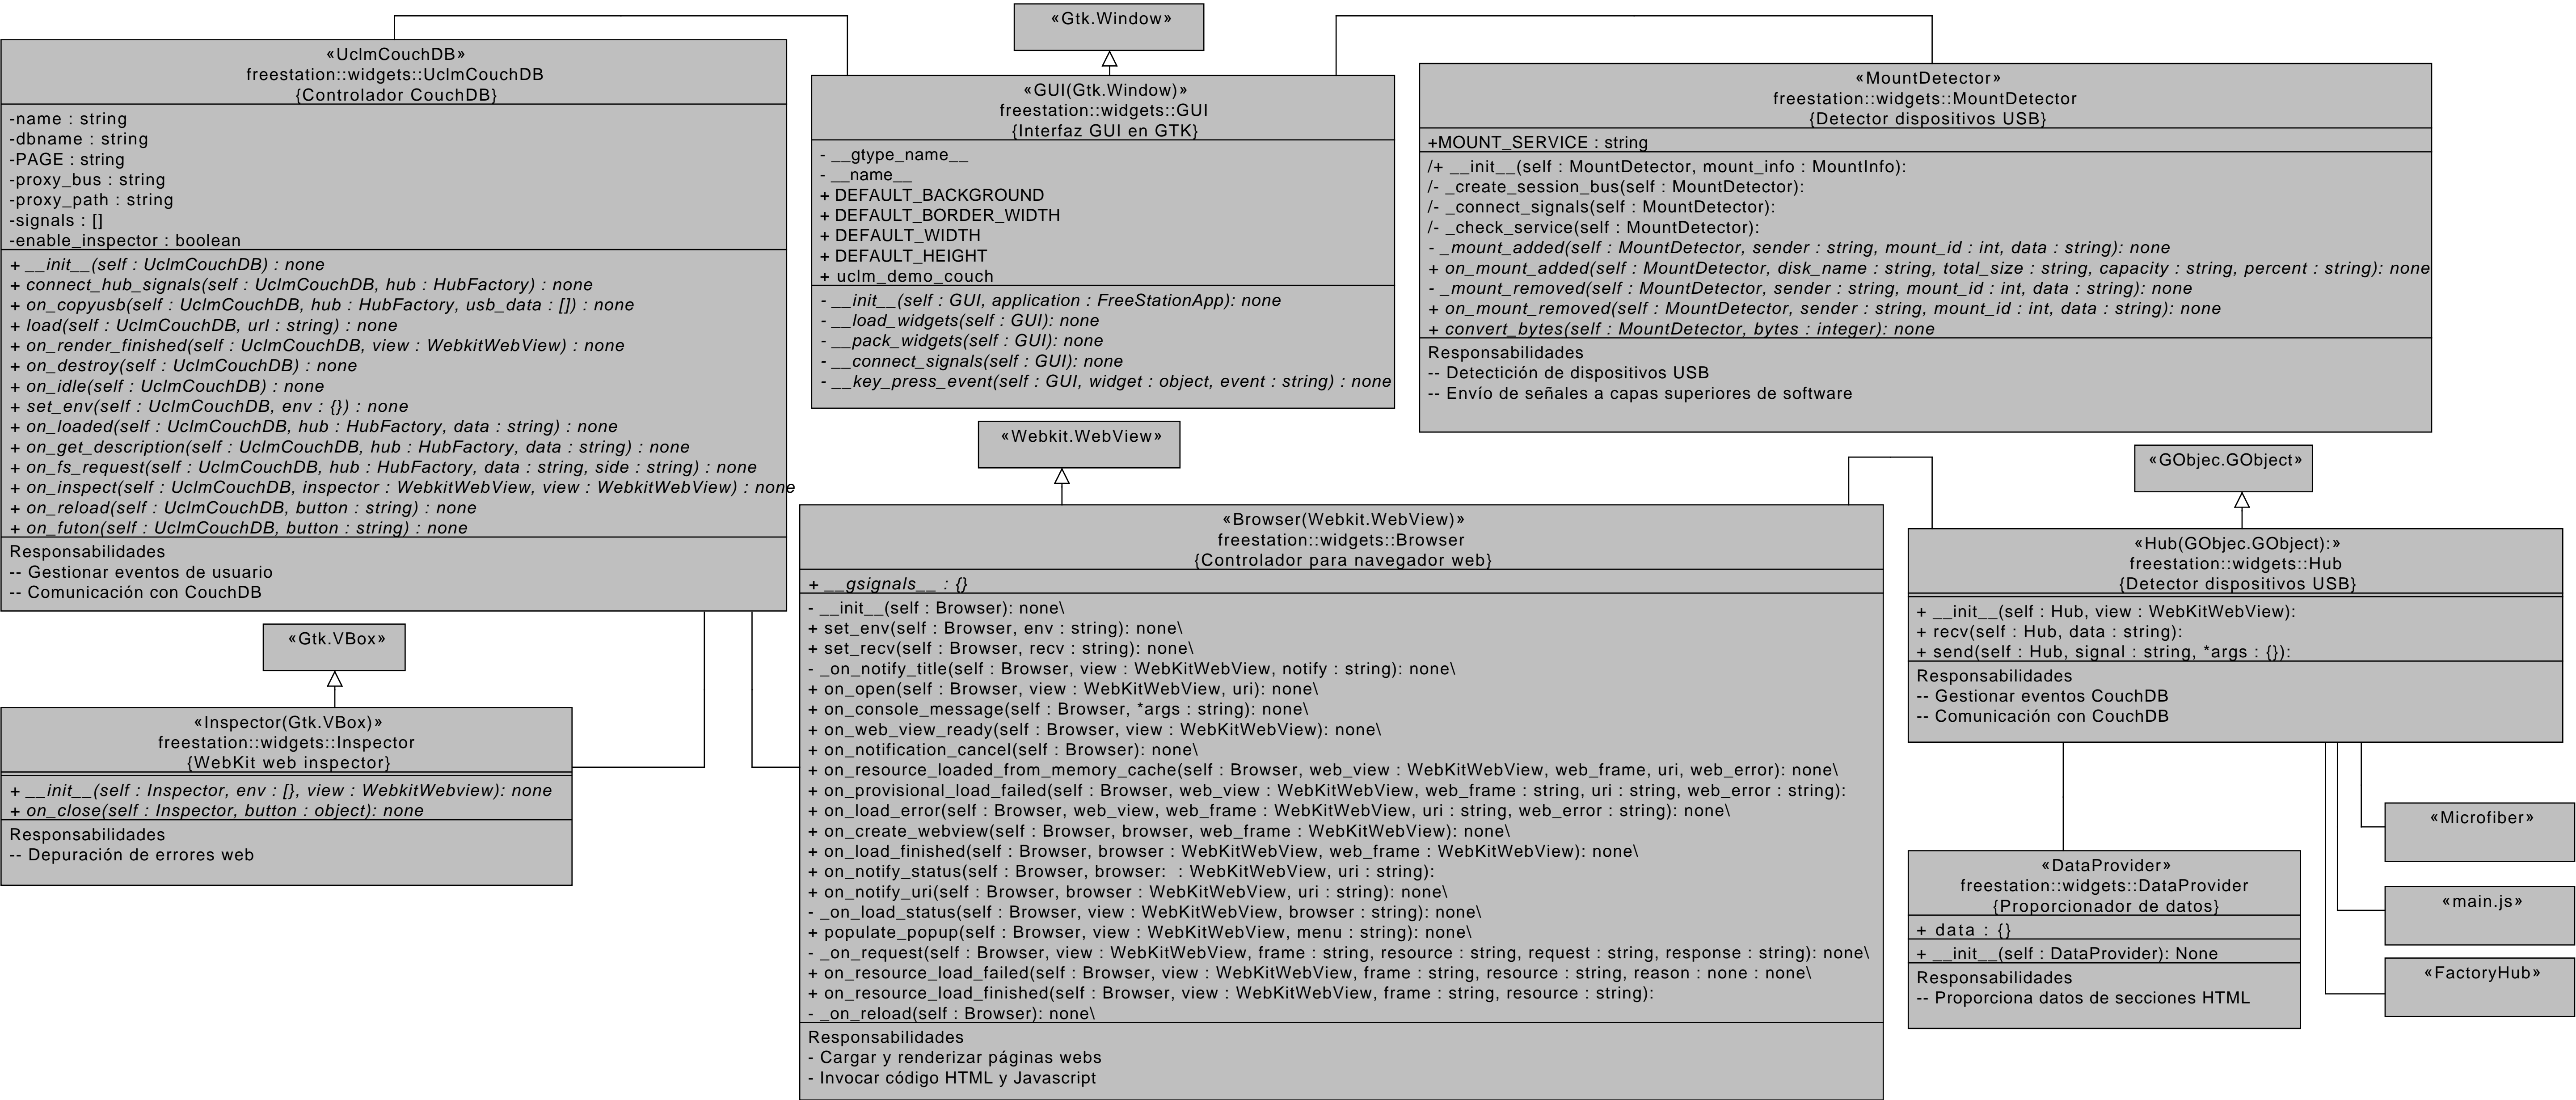 «Gtk.Window»
«UclmCouchDB»
freestation::widgets::UclmCouchDB
{Controlador CouchDB}
-name : string
-dbname : string
-PAGE : string
-proxy_bus : string
-proxy_path : string
-signals : []
-enable_inspector : boolean
+ __init__(self : UclmCouchDB) : none
+ connect_hub_signals(self : UclmCouchDB, hub : HubFactory) : none
+ on_copyusb(self : UclmCouchDB, hub : HubFactory, usb_data : []) : none
+ load(self : UclmCouchDB, url : string) : none
+ on_render_finished(self : UclmCouchDB, view : WebkitWebView) : none
+ on_destroy(self : UclmCouchDB) : none
+ on_idle(self : UclmCouchDB) : none
+ set_env(self : UclmCouchDB, env : {}) : none
+ on_loaded(self : UclmCouchDB, hub : HubFactory, data : string) : none
+ on_get_description(self : UclmCouchDB, hub : HubFactory, data : string) : none
+ on_fs_request(self : UclmCouchDB, hub : HubFactory, data : string, side : string) : none
+ on_inspect(self : UclmCouchDB, inspector : WebkitWebView, view : WebkitWebView) : none
+ on_reload(self : UclmCouchDB, button : string) : none
+ on_futon(self : UclmCouchDB, button : string) : none
Responsabilidades
-- Gestionar eventos de usuario
-- Comunicación con CouchDB
«GUI(Gtk.Window)»
freestation::widgets::GUI
{Interfaz GUI en GTK}
- __gtype_name__
- __name__
+ DEFAULT_BACKGROUND
+ DEFAULT_BORDER_WIDTH
+ DEFAULT_WIDTH
+ DEFAULT_HEIGHT
+ uclm_demo_couch
- __init__(self : GUI, application : FreeStationApp): none
- __load_widgets(self : GUI): none
- __pack_widgets(self : GUI): none
- __connect_signals(self : GUI): none
- __key_press_event(self : GUI, widget : object, event : string) : none
«MountDetector»
freestation::widgets::MountDetector
{Detector dispositivos USB}
+MOUNT_SERVICE : string
/+ __init__(self : MountDetector, mount_info : MountInfo):
/- _create_session_bus(self : MountDetector):
/- _connect_signals(self : MountDetector):
/- _check_service(self : MountDetector):
- _mount_added(self : MountDetector, sender : string, mount_id : int, data : string): none
+ on_mount_added(self : MountDetector, disk_name : string, total_size : string, capacity : string, percent : string): none
- _mount_removed(self : MountDetector, sender : string, mount_id : int, data : string): none
+ on_mount_removed(self : MountDetector, sender : string, mount_id : int, data : string): none
+ convert_bytes(self : MountDetector, bytes : integer): none
Responsabilidades
-- Detectición de dispositivos USB
-- Envío de señales a capas superiores de software
«Webkit.WebView»
«GObjec.GObject»
«Gtk.VBox»
«Inspector(Gtk.VBox)»
freestation::widgets::Inspector
{WebKit web inspector}
+ __init__(self : Inspector, env : [], view : WebkitWebview): none
+ on_close(self : Inspector, button : object): none
Responsabilidades
-- Depuración de errores web
«Browser(Webkit.WebView)»
freestation::widgets::Browser
{Controlador para navegador web}
+ __gsignals__ : {}
- __init__(self : Browser): none\
+ set_env(self : Browser, env : string): none\
+ set_recv(self : Browser, recv : string): none\
- _on_notify_title(self : Browser, view : WebKitWebView, notify : string): none\
+ on_open(self : Browser, view : WebKitWebView, uri): none\
+ on_console_message(self : Browser, *args : string): none\
+ on_web_view_ready(self : Browser, view : WebKitWebView): none\
+ on_notification_cancel(self : Browser): none\
+ on_resource_loaded_from_memory_cache(self : Browser, web_view : WebKitWebView, web_frame, uri, web_error): none\
+ on_provisional_load_failed(self : Browser, web_view : WebKitWebView, web_frame : string, uri : string, web_error : string):
+ on_load_error(self : Browser, web_view, web_frame : WebKitWebView, uri : string, web_error : string): none\
+ on_create_webview(self : Browser, browser, web_frame : WebKitWebView): none\
+ on_load_finished(self : Browser, browser : WebKitWebView, web_frame : WebKitWebView): none\
+ on_notify_status(self : Browser, browser:  : WebKitWebView, uri : string):
+ on_notify_uri(self : Browser, browser : WebKitWebView, uri : string): none\
- _on_load_status(self : Browser, view : WebKitWebView, browser : string): none\
+ populate_popup(self : Browser, view : WebKitWebView, menu : string): none\
- _on_request(self : Browser, view : WebKitWebView, frame : string, resource : string, request : string, response : string): none\
+ on_resource_load_failed(self : Browser, view : WebKitWebView, frame : string, resource : string, reason : none : none\
+ on_resource_load_finished(self : Browser, view : WebKitWebView, frame : string, resource : string):
- _on_reload(self : Browser): none\
Responsabilidades
- Cargar y renderizar páginas webs
- Invocar código HTML y Javascript
«Hub(GObjec.GObject):»
freestation::widgets::Hub
{Detector dispositivos USB}
+ __init__(self : Hub, view : WebKitWebView):
+ recv(self : Hub, data : string):
+ send(self : Hub, signal : string, *args : {}):
Responsabilidades
-- Gestionar eventos CouchDB
-- Comunicación con CouchDB
«DataProvider»
freestation::widgets::DataProvider
{Proporcionador de datos}
+ data : {}
+ __init__(self : DataProvider): None
Responsabilidades
-- Proporciona datos de secciones HTML
«Microfiber»
«main.js»
«FactoryHub»